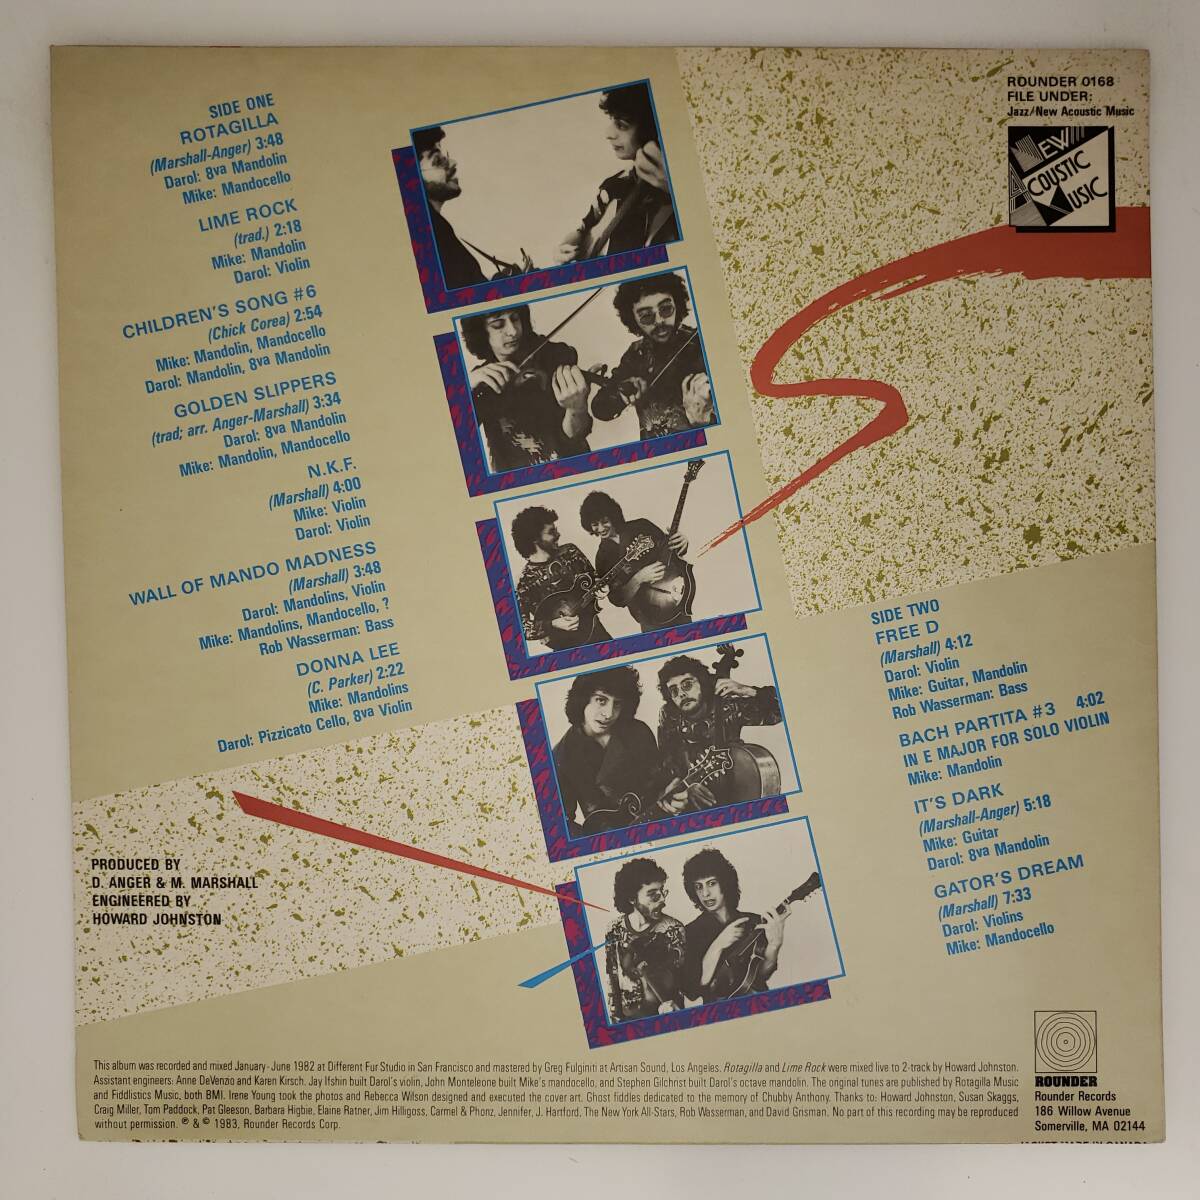 SIDE ONE
ROTAGILLA
(Marshall-Anger) 3:48
Darol: 8va Mandolin
Mike: Mandocello
LIME ROCK
(trad.) 2:18
Mike: Mandolin
Darol: Violin
CHILDREN'S SONG #6
(Chick Corea) 2:54
Mike: Mandolin, Mandocello
Darol: Mandolin, 8va Mandolin
GOLDEN SLIPPERS
(trad; arr. Anger-Marshall) 3:34
Darol: 8va Mandolin
Mike: Mandolin, Mandocello
N.K.F.
(Marshall) 4:00
Mike: Violin
Darol: Violin
WALL OF MANDO MADNESS
(Marshall) 3:48
Darol: Mandolins, Violin
Mike: Mandolins, Mandocello, ?
Rob Wasserman: Bass
DONNA LEE
(C. Parker) 2:22
Mike: Mandolins
Darol: Pizzicato Cello, 8va Violin
ROUNDER 0168
FILE UNDER:
Jazz/New Acoustic Music
NEW
ACOUSTIC
MUSIC
SIDE TWO
FREE D
(Marshall) 4:12
Darol: Violin
Mike: Guitar, Mandolin
Rob Wasserman: Bass
BACH PARTITA #3 4:02
IN E MAJOR FOR SOLO VIOLIN
Mike: Mandolin
IT'S DARK
(Marshall-Anger) 5:18
Mike: Guitar
Darol: 8va Mandolin
GATOR'S DREAM
(Marshall) 7:33
Darol: Violins
Mike: Mandocello
PRODUCED BY
D. ANGER & M. MARSHALL
ENGINEERED BY
HOWARD JOHNSTON
This album was recorded and mixed January-June 1982 at Different Fur Studio in San Francisco and mastered by Greg Fulginiti at Artisan Sound, Los Angeles. Rotagilla and Lime Rock were mixed live to 2-track by Howard Johnston.
Assistant engineers: Anne DeVenzio and Karen Kirsch. Jay Ifshin built Darol's violin, John Monteleone built Mike's mandocello, and Stephen Gilchrist built Darol's octave mandolin. The original tunes are published by Rotagilla Music
and Fiddlistics Music, both BMI. Irene Young took the photos and Rebecca Wilson designed and executed the cover art. Ghost fiddles dedicated to the memory of Chubby Anthony. Thanks to: Howard Johnston, Susan Skaggs,
Craig Miller, Tom Paddock, Pat Gleeson, Barbara Higbie, Elaine Ratner, Jim Hilligoss, Carmel & Phonz, Jennifer, J. Hartford, The New York All-Stars, Rob Wasserman, and David Grisman. No part of this recording may be reproduced
without permission. ℗ & © 1983, Rounder Records Corp.
ROUNDER
Rounder Records
186 Willow Avenue
Somerville, MA 02144
JACKET MADE IN CANADA